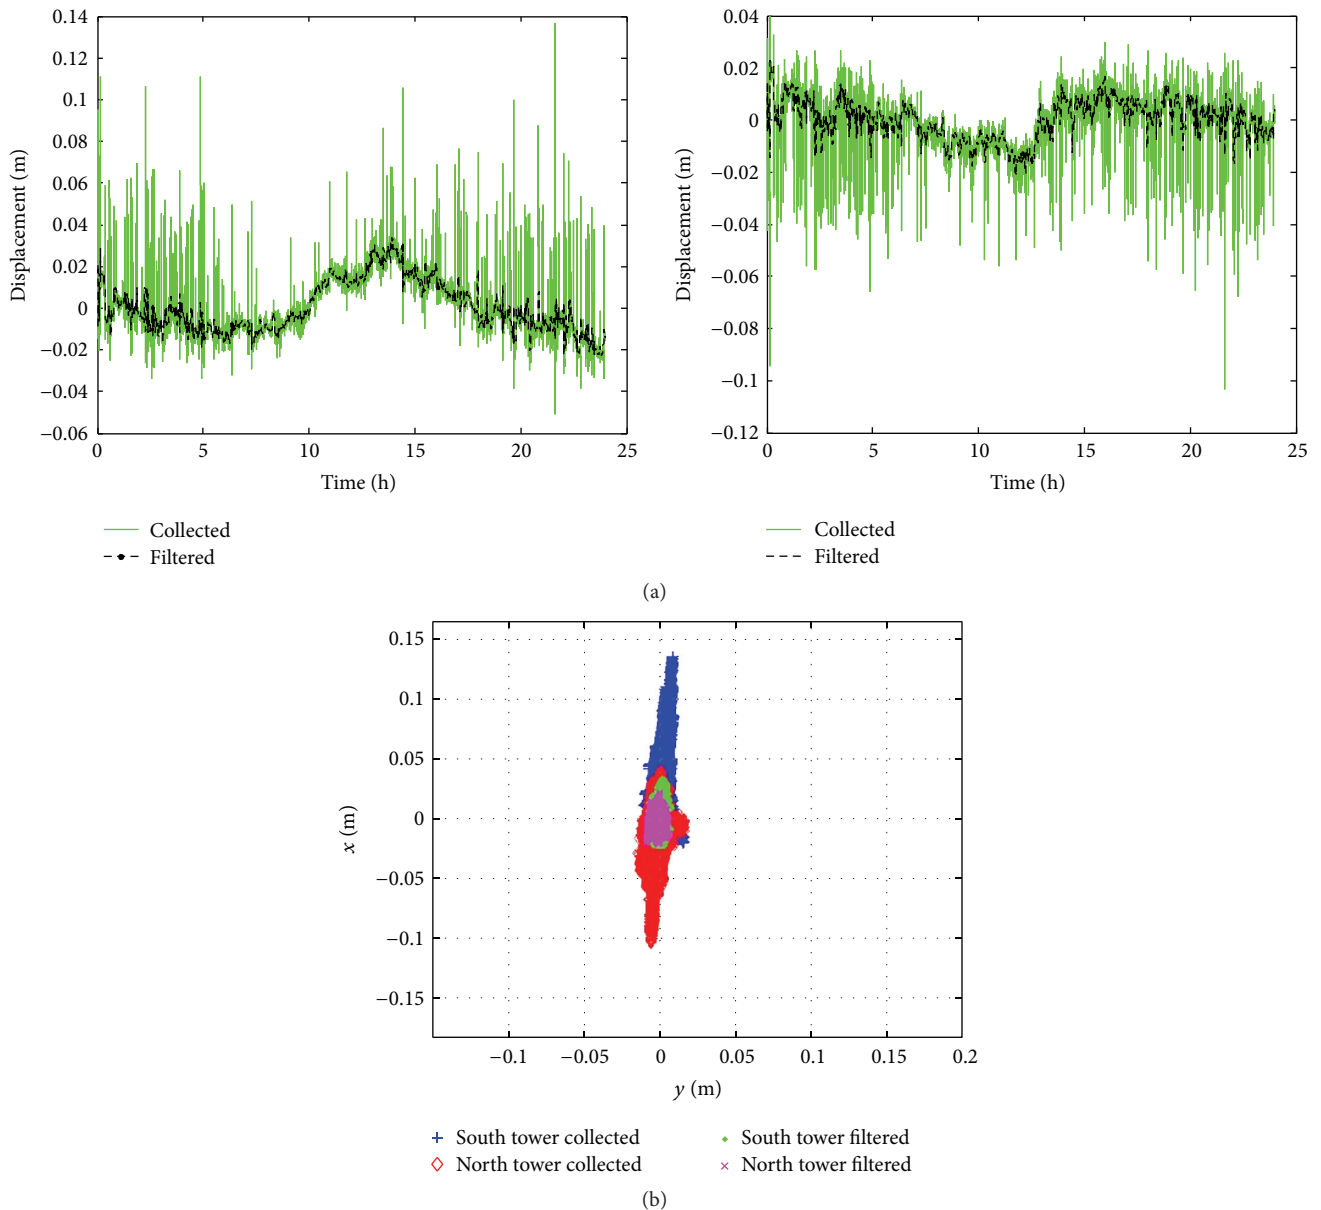 0.14
0.12
0.1
0.08
0.06
0.04
0.02
0
−0.02
−0.04
−0.06
Displacement (m)
0 5 10 15 20 25
Time (h)
Collected
Filtered
0.04
0.02
0
−0.02
−0.04
−0.06
−0.08
−0.1
−0.12
Displacement (m)
0 5 10 15 20 25
Time (h)
Collected
Filtered
(a)
0.15
0.1
0.05
0
−0.05
−0.1
−0.15
x (m)
−0.1 −0.05 0 0.05 0.1 0.15 0.2
y (m)
South tower collected
North tower collected
South tower filtered
North tower filtered
(b)